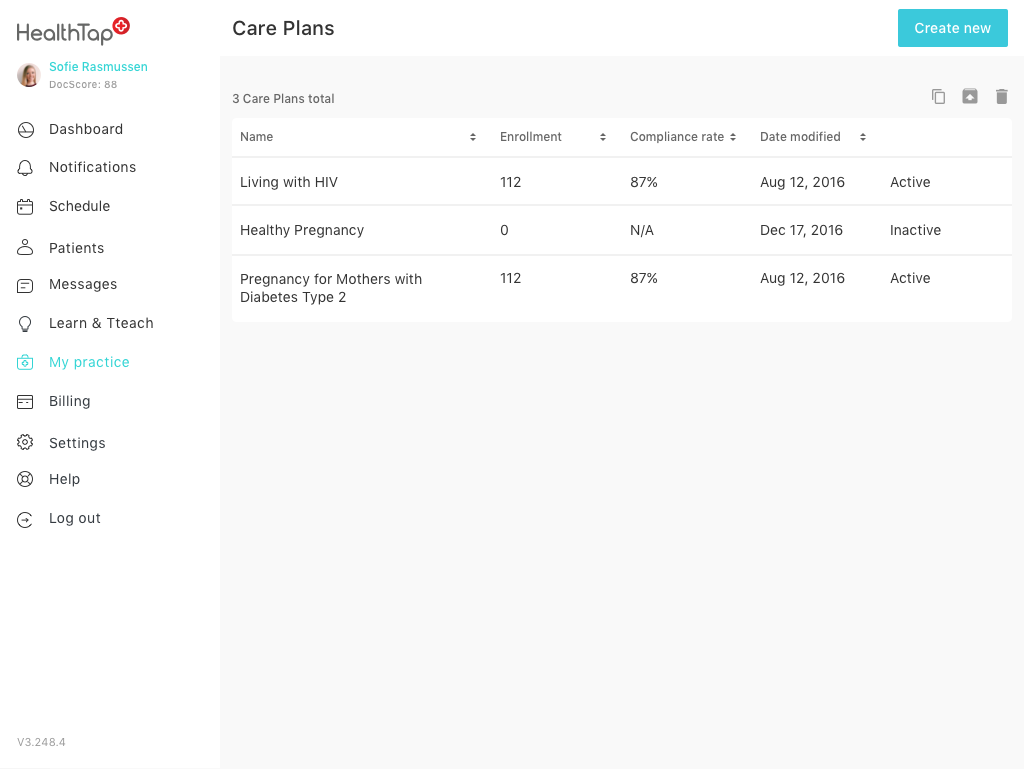 HealthTap
Care Plans
Create new
Sofie Rasmussen
DocScore: 88
3 Care Plans total
Dashboard
Notifications
Schedule
Patients
Messages
Learn & Tteach
My practice
Billing
Settings
Help
Log out
Name Enrollment Compliance rate Date modified
Living with HIV 112 87% Aug 12, 2016 Active
Healthy Pregnancy 0 N/A Dec 17, 2016 Inactive
Pregnancy for Mothers with 112 87% Aug 12, 2016 Active
Diabetes Type 2
V3.248.4